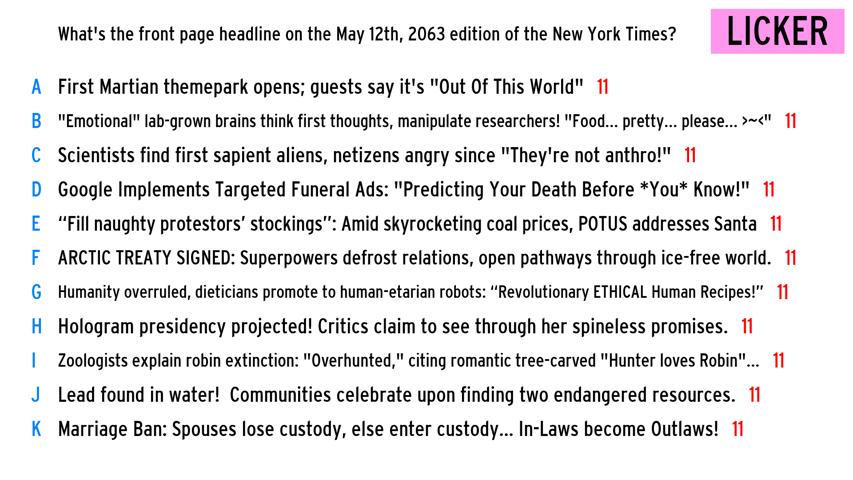 What's the front page headline on the May 12th, 2063 edition of the New York Times?
LICKER
A First Martian themepark opens; guests say it's "Out Of This World" 11
B "Emotional" lab-grown brains think first thoughts, manipulate researchers! "Food... pretty... please... >~<" 11
C Scientists find first sapient aliens, netizens angry since "They're not anthro!" 11
D Google Implements Targeted Funeral Ads: "Predicting Your Death Before *You* Know!" 11
E “Fill naughty protestors’ stockings”: Amid skyrocketing coal prices, POTUS addresses Santa 11
F ARCTIC TREATY SIGNED: Superpowers defrost relations, open pathways through ice-free world. 11
G Humanity overruled, dieticians promote to human-etarian robots: “Revolutionary ETHICAL Human Recipes!” 11
H Hologram presidency projected! Critics claim to see through her spineless promises. 11
I Zoologists explain robin extinction: "Overhunted," citing romantic tree-carved "Hunter loves Robin"... 11
J Lead found in water!  Communities celebrate upon finding two endangered resources. 11
K Marriage Ban: Spouses lose custody, else enter custody... In-Laws become Outlaws! 11